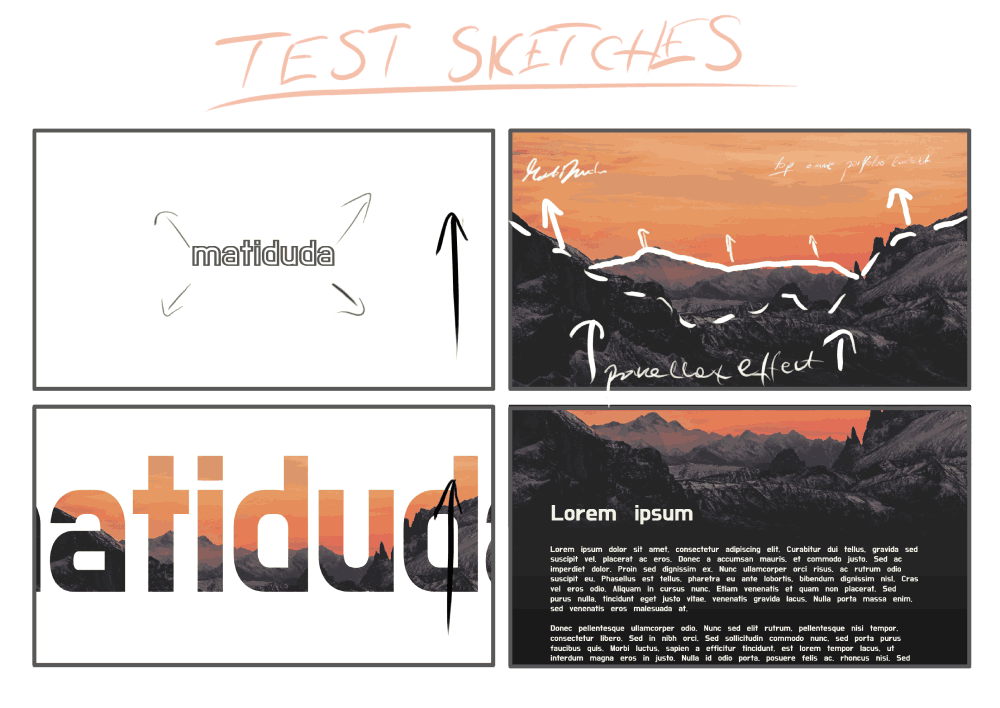 TEST SKETCHES
matiduda
top
parallax effect
atiduda
Lorem ipsum
Lorem ipsum dolor sit amet, consectetur adipiscing elit. Curabitur dui tellus, gravida sed
suscipit vel, placerat ac eros. Donec a accumsan mauris, et commodo justo. Sed ac
imperdiet dolor. Proin sed dignissim ex. Nunc ullamcorper orci risus, ac rutrum odio
suscipit eu. Phasellus est tellus, pharetra eu ante lobortis, bibendum dignissim nisl. Cras
vel eros odio. Aliquam in cursus nunc. Etiam venenatis et quam non placerat. Sed
purus nulla, tincidunt eget justo vitae, venenatis gravida lacus. Nulla porta massa enim,
sed venenatis eros malesuada at.
Donec pellentesque ullamcorper odio. Nunc sed elit rutrum, pellentesque nisi tempor,
consectetur libero. Sed in nibh orci. Sed sollicitudin commodo nunc, sed porta purus
faucibus quis. Morbi luctus, sapien a efficitur tincidunt, est lorem tempor lacus, ut
interdum magna eros in justo. Nulla id odio porta, posuere felis ac, rhoncus nisi. Sed